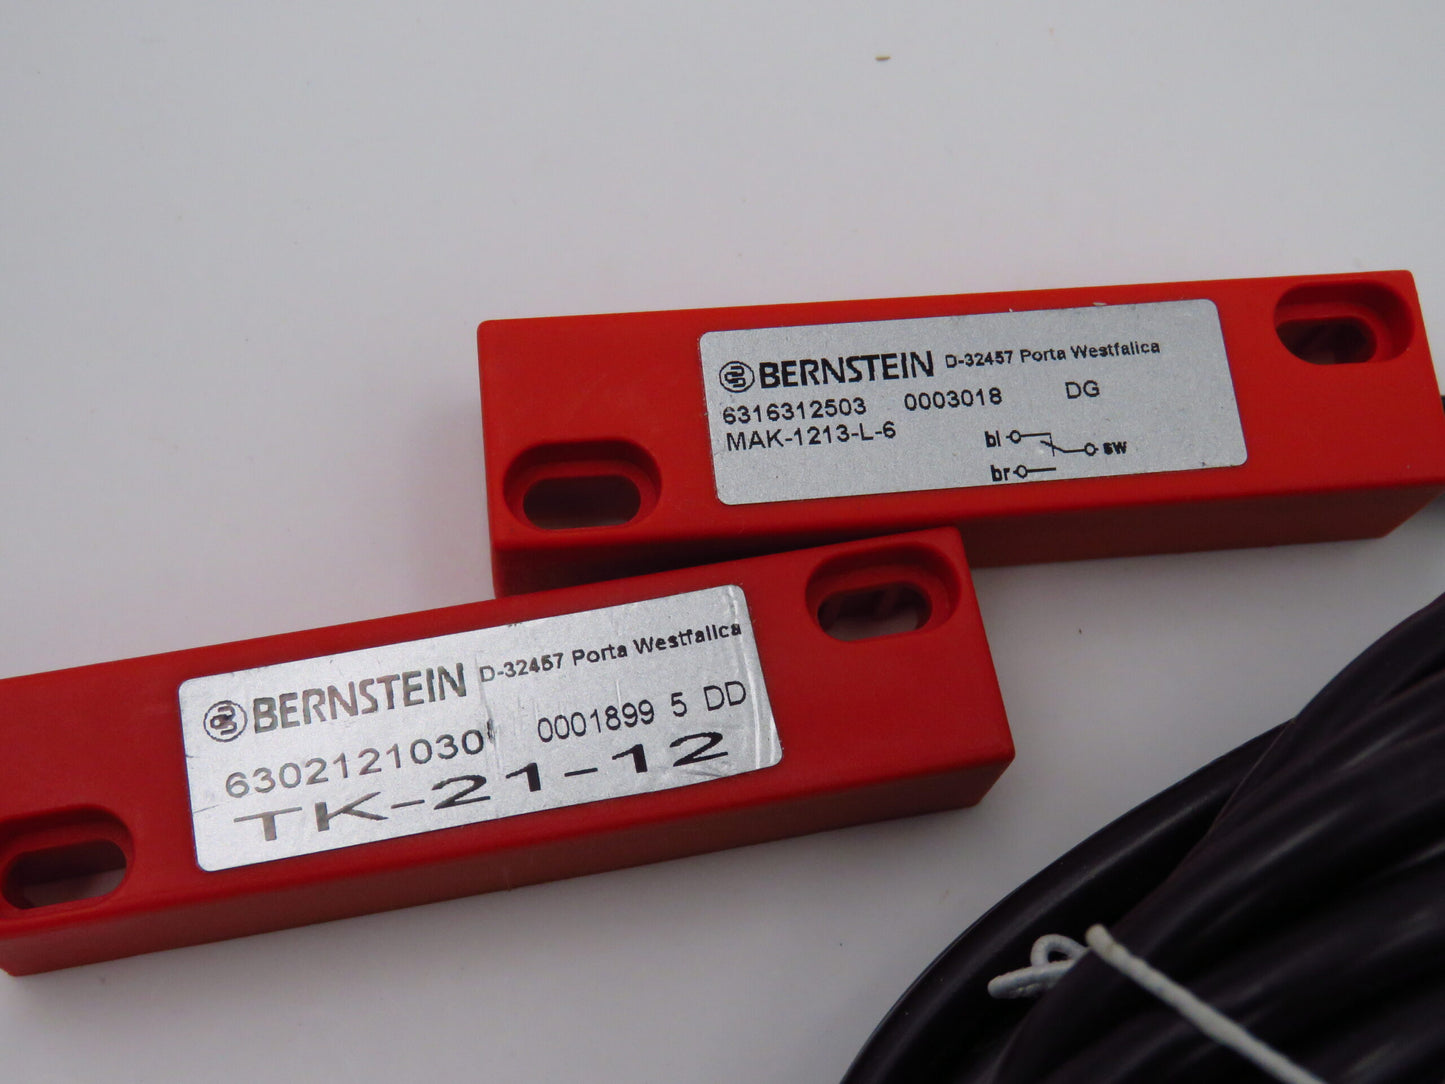 BERNSTEIN D-32457 Porta Westfalica
6316312503 0003018 DG
MAK-1213-L-6
bl sw
br
BERNSTEIN D-32457 Porta Westfalica
6302121030 0001899 5 DD
TK-21-12